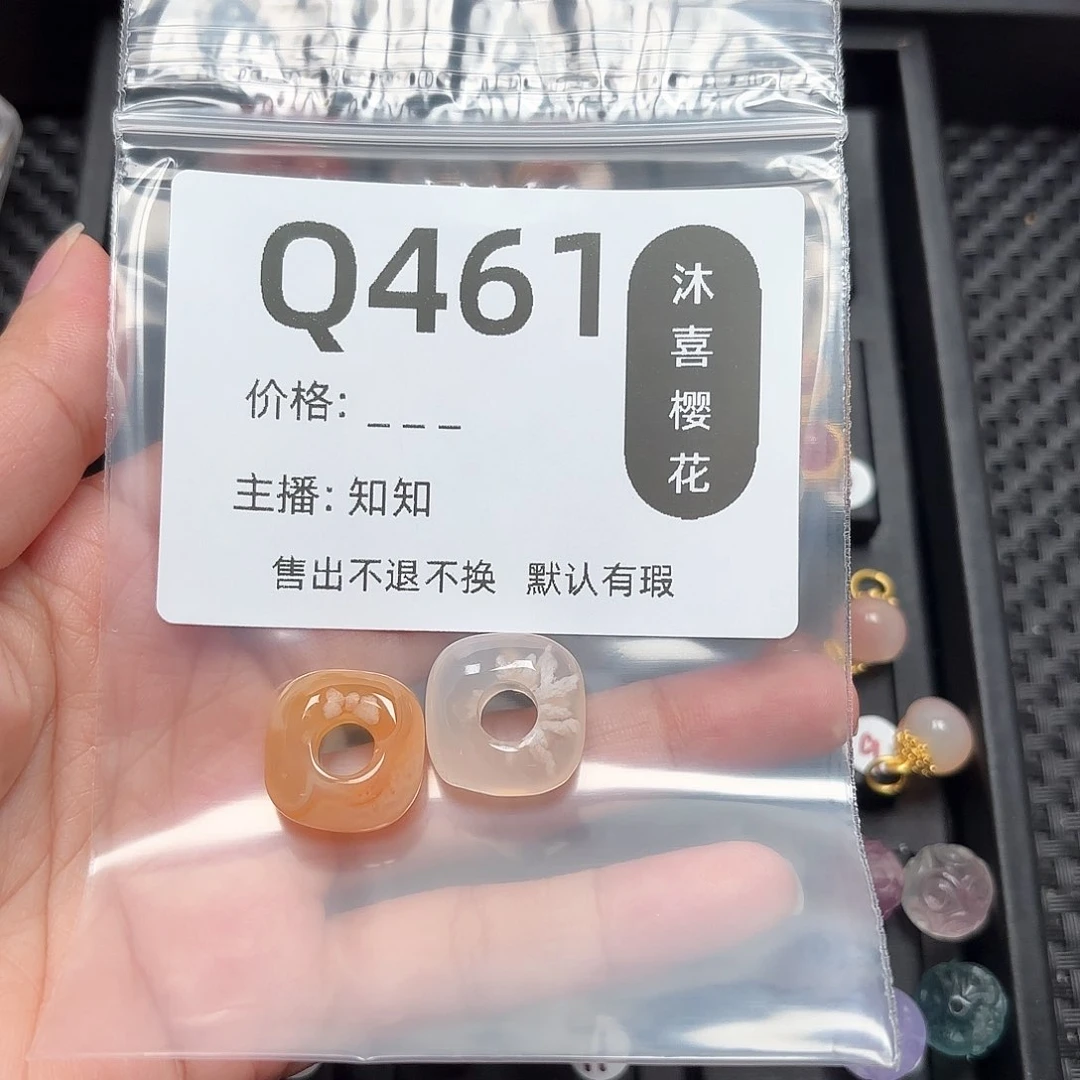 Q461
沐喜樱花
价格: _ _ _
主播: 知知
售出不退不换 默认有瑕
9